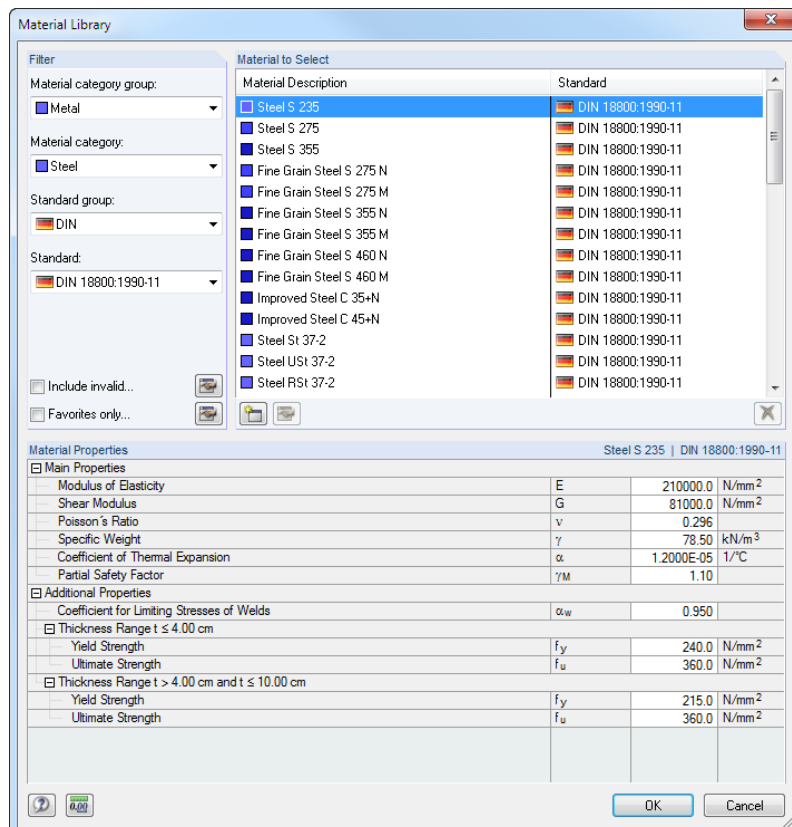 Material Library
Filter
Material category group:
Metal
Material category:
Steel
Standard group:
DIN
Standard:
DIN 18800:1990-11
Include invalid...
Favorites only...
Material to Select
Material Description Standard
Steel S 235 DIN 18800:1990-11
Steel S 275 DIN 18800:1990-11
Steel S 355 DIN 18800:1990-11
Fine Grain Steel S 275 N DIN 18800:1990-11
Fine Grain Steel S 275 M DIN 18800:1990-11
Fine Grain Steel S 355 N DIN 18800:1990-11
Fine Grain Steel S 355 M DIN 18800:1990-11
Fine Grain Steel S 460 N DIN 18800:1990-11
Fine Grain Steel S 460 M DIN 18800:1990-11
Improved Steel C 35+N DIN 18800:1990-11
Improved Steel C 45+N DIN 18800:1990-11
Steel St 37-2 DIN 18800:1990-11
Steel USt 37-2 DIN 18800:1990-11
Steel RSt 37-2 DIN 18800:1990-11
Material Properties Steel S 235 | DIN 18800:1990-11
Main Properties
Modulus of Elasticity E 210000.0 N/mm²
Shear Modulus G 81000.0 N/mm²
Poisson´s Ratio ν 0.296
Specific Weight γ 78.50 kN/m³
Coefficient of Thermal Expansion α 1.2000E-05 1/°C
Partial Safety Factor γM 1.10
Additional Properties
Coefficient for Limiting Stresses of Welds αw 0.950
Thickness Range t ≤ 4.00 cm
Yield Strength fy 240.0 N/mm²
Ultimate Strength fu 360.0 N/mm²
Thickness Range t > 4.00 cm and t ≤ 10.00 cm
Yield Strength fy 215.0 N/mm²
Ultimate Strength fu 360.0 N/mm²
0.00
OK Cancel